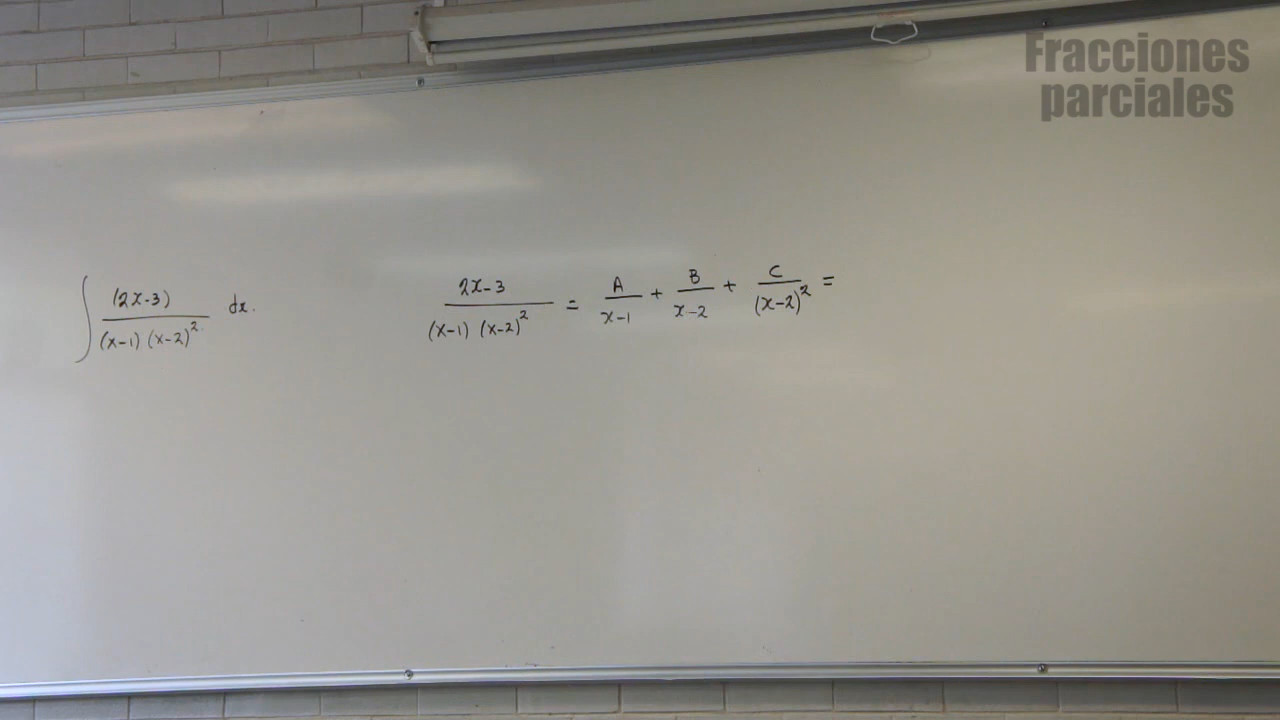 Fracciones
parciales
∫ (2x-3) / (x-1) (x-2)² dx.
2x-3 / (x-1) (x-2)² = A / x-1 + B / x-2 + C / (x-2)² =